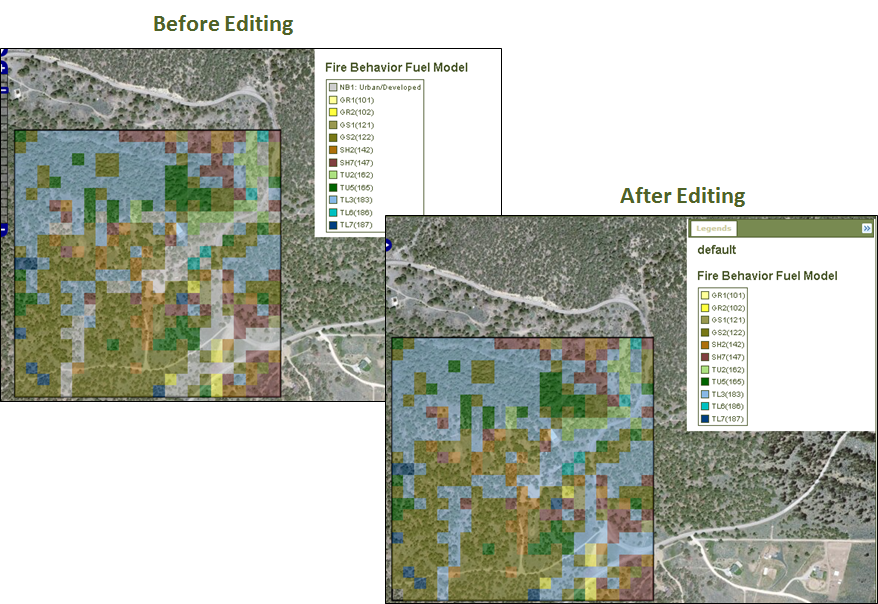 Before Editing
Fire Behavior Fuel Model
NB1: Urban/Developed
GR1(101)
GR2(102)
GS1(121)
GS2(122)
SH2(142)
SH7(147)
TU2(162)
TU5(165)
TL3(183)
TL6(186)
TL7(187)
After Editing
Legends
default
Fire Behavior Fuel Model
GR1(101)
GR2(102)
GS1(121)
GS2(122)
SH2(142)
SH7(147)
TU2(162)
TU5(165)
TL3(183)
TL6(186)
TL7(187)